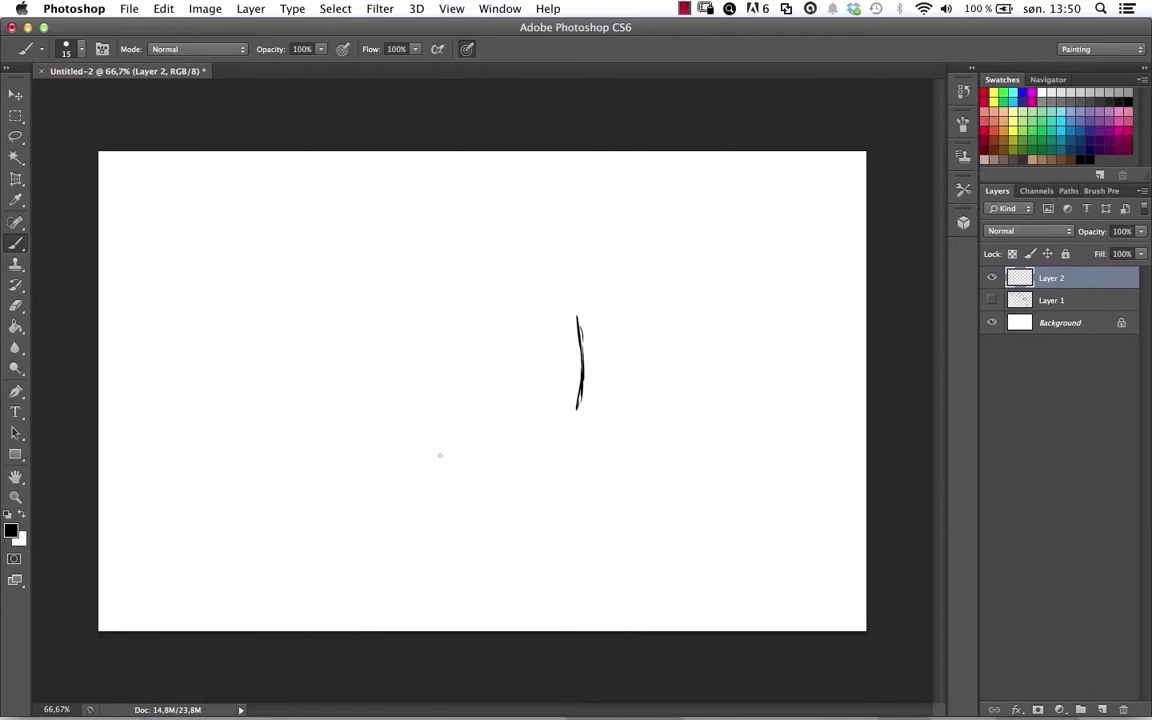 Photoshop File Edit Image Layer Type Select Filter 3D View Window Help 6 100 % søn. 13:50
Adobe Photoshop CS6
15 Mode: Normal Opacity: 100% Flow: 100% Painting
Untitled-2 @ 66,7% (Layer 2, RGB/8) *
Swatches Navigator
Layers Channels Paths Brush Pre
Kind
Normal Opacity: 100%
Lock: Fill: 100%
Layer 2
Layer 1
Background
66,67% Doc: 14,8M/23,8M